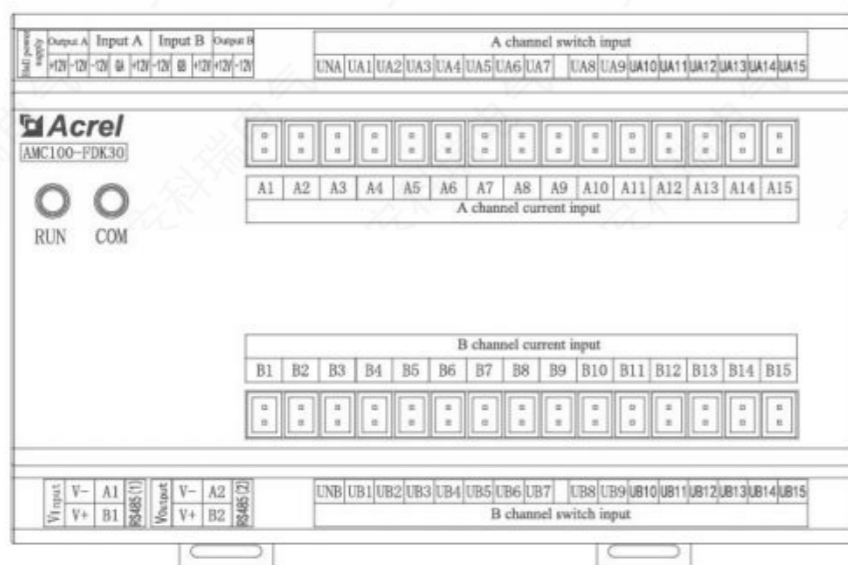 Hall power supply
Output A Input A Input B Output B
+12V -12V -12V +12V -12V +12V +12V -12V
A channel switch input
UNA UA1 UA2 UA3 UA4 UA5 UA6 UA7 UA8 UA9 UA10 UA11 UA12 UA13 UA14 UA15
Acrel
AMC100-FDK30
A1 A2 A3 A4 A5 A6 A7 A8 A9 A10 A11 A12 A13 A14 A15
A channel current input
RUN COM
B channel current input
B1 B2 B3 B4 B5 B6 B7 B8 B9 B10 B11 B12 B13 B14 B15
VInput V- A1 RS485(1) VOutput V- A2 RS485(2)
V+ B1 V+ B2
UNB UB1 UB2 UB3 UB4 UB5 UB6 UB7 UB8 UB9 UB10 UB11 UB12 UB13 UB14 UB15
B channel switch input